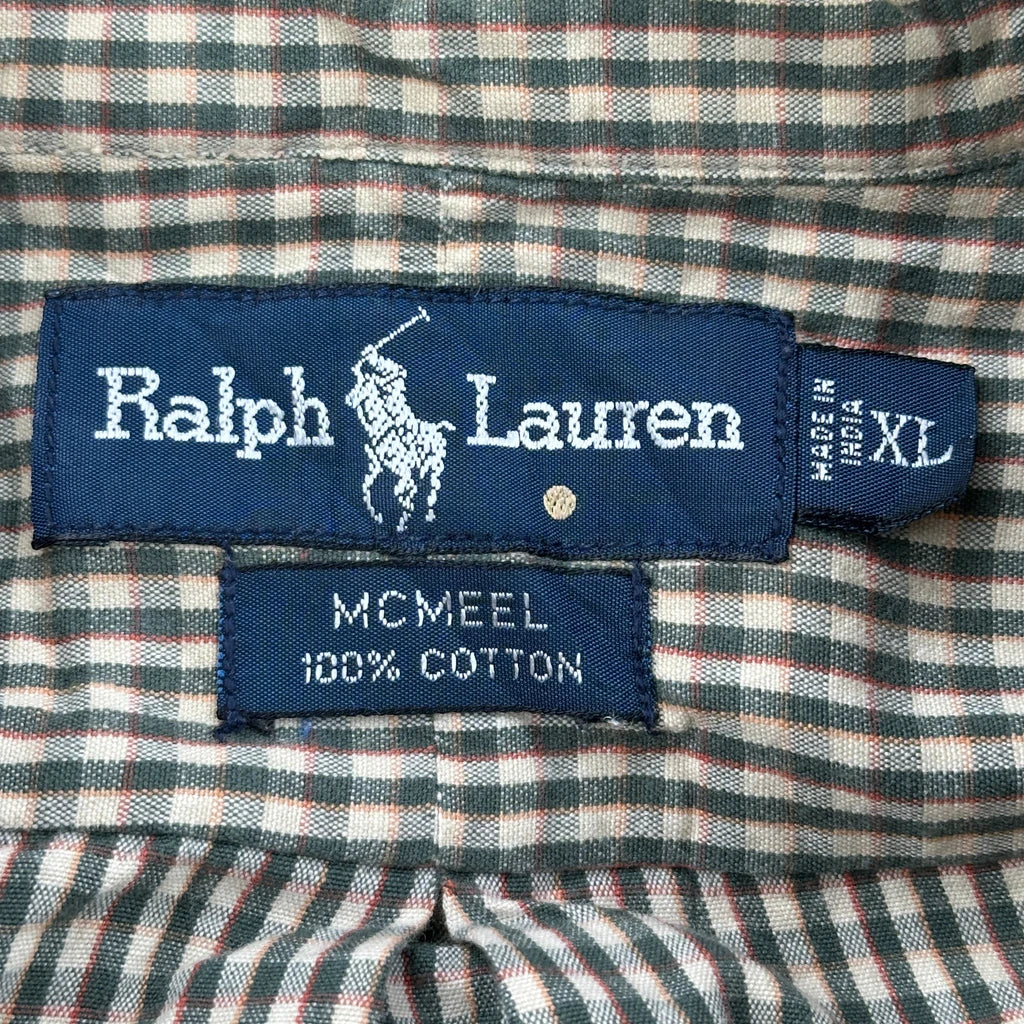 Ralph Lauren
MADE IN
INDIA
XL
MCMEEL
100% COTTON